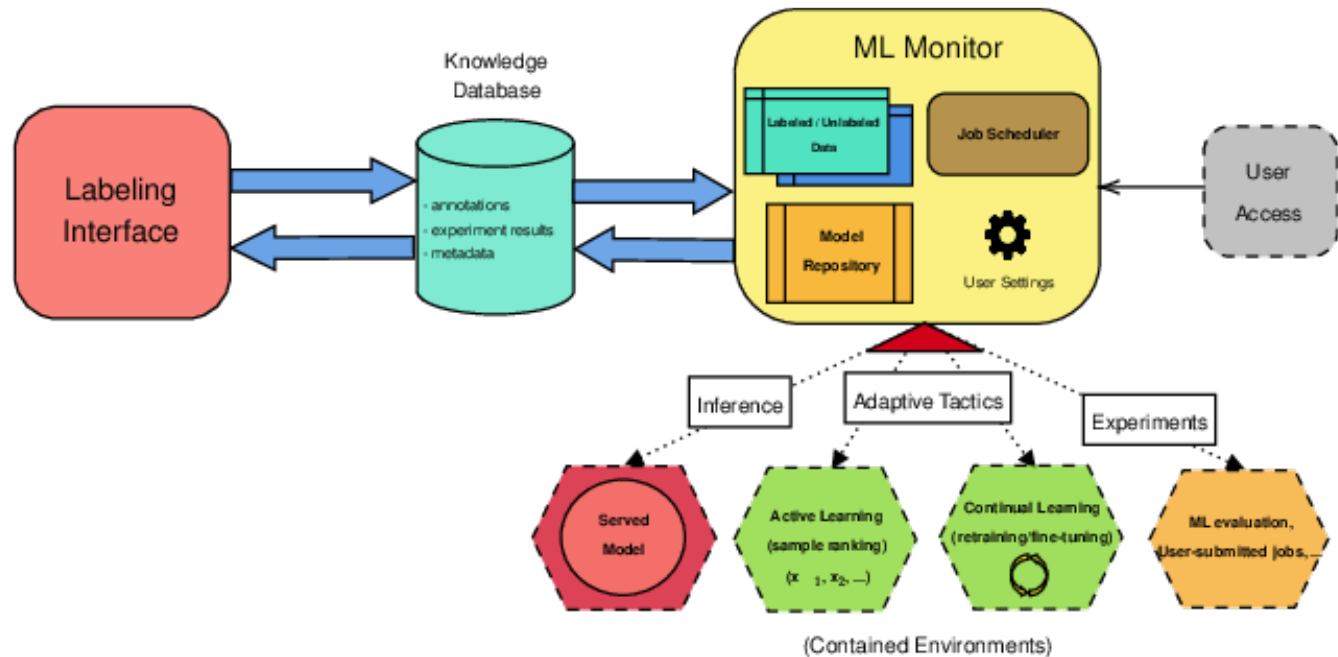 ML Monitor
Knowledge
Database
Labeled / Unlabeled
Data
Job Scheduler
Labeling
Interface
- annotations
- experiment results
- metadata
User
Access
Model
Repository
User Settings
Inference
Adaptive Tactics
Experiments
Served
Model
Active Learning
(sample ranking)
(x 1, x2, ...)
Continual Learning
(retraining/fine-tuning)
ML evaluation,
User-submitted jobs, ...
(Contained Environments)